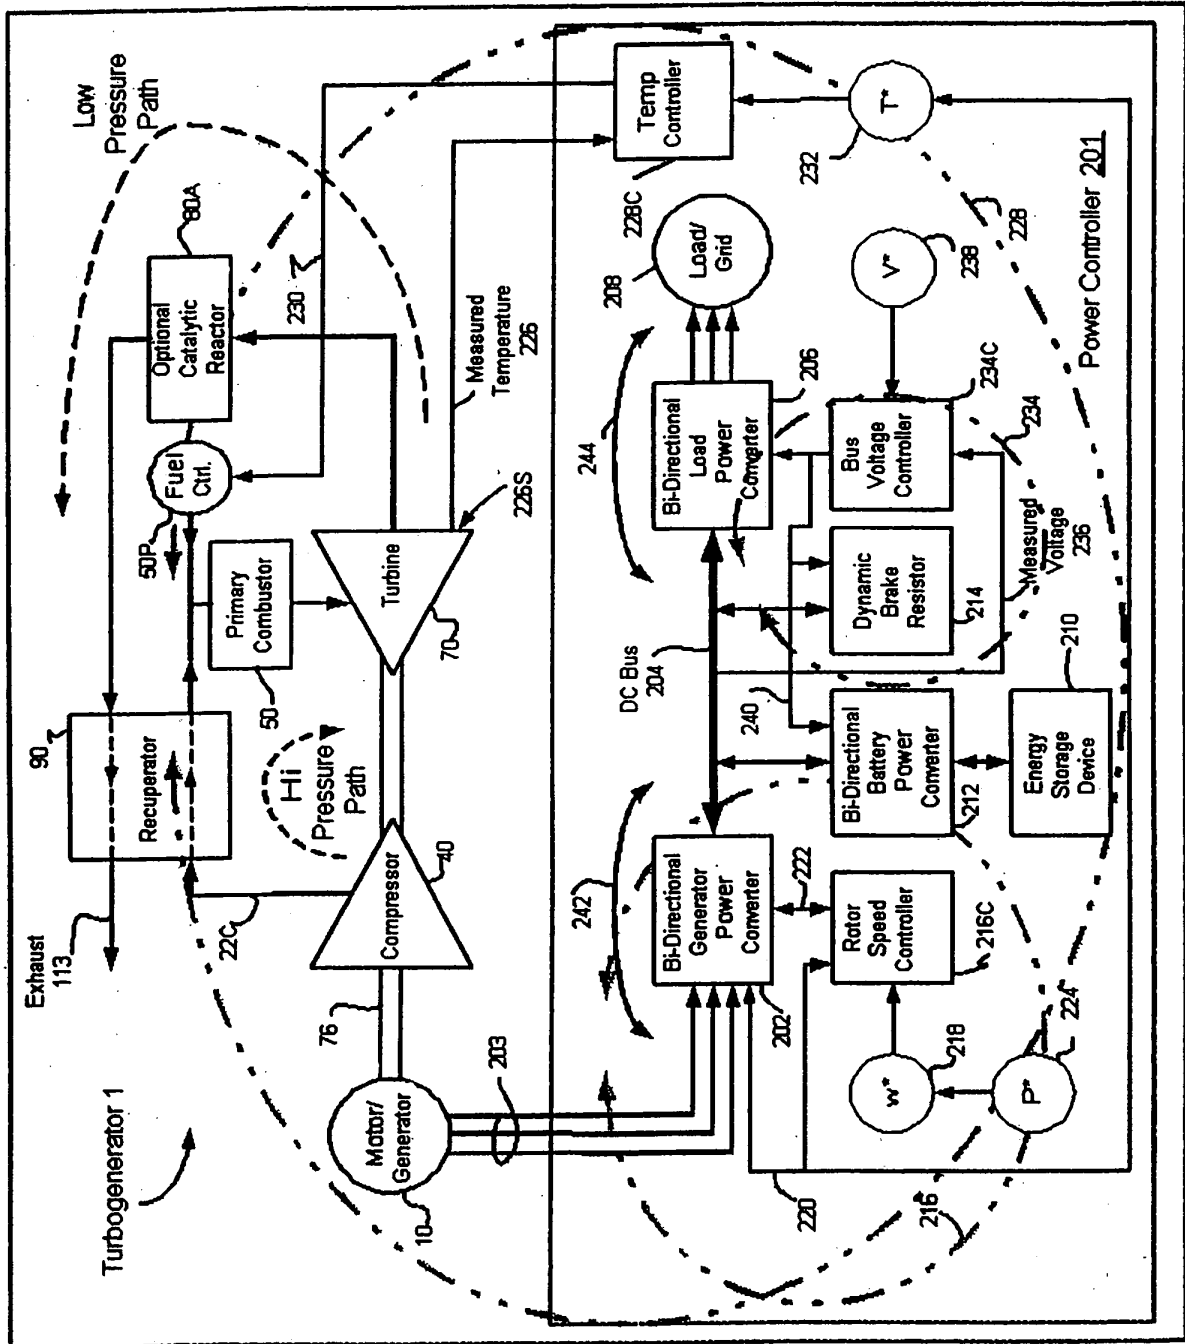 Turbogenerator 1
Exhaust
113
90
Recuperator
Low
Pressure
Path
80A
Optional
Catalytic
Reactor
230
Fuel
Ctrl.
50P
Primary
Combustor
50
22C
Hi
Pressure
Path
76
Compressor
40
Turbine
70
226S
Measured
Temperature
226
Motor/
Generator
10
203
Temp
Controller
228C
T*
232
228
Power Controller 201
242
Bi-Directional
Generator
Power
Converter
202
DC Bus
204
244
Bi-Directional
Load
Power
Converter
206
Load/
Grid
208
222
Rotor
Speed
Controller
216C
w*
218
P*
224
216
220
240
Bi-Directional
Battery
Power
Converter
212
Energy
Storage
Device
210
Dynamic
Brake
Resistor
214
Bus
Voltage
Controller
234C
V*
238
234
Measured
Voltage
236